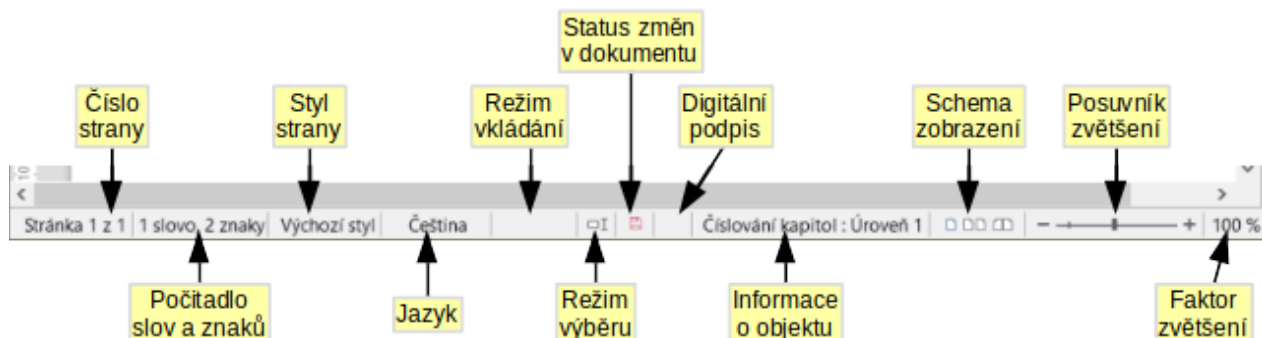 Status změn
v dokumentu
Číslo
strany
Styl
strany
Režim
vkládání
Digitální
podpis
Schema
zobrazení
Posuvník
zvětšení
10
Stránka 1 z 1
1 slovo, 2 znaky
Výchozí styl
Čeština
Číslování kapitol : Úroveň 1
100 %
Počitadlo
slov a znaků
Jazyk
Režim
výběru
Informace
o objektu
Faktor
zvětšení